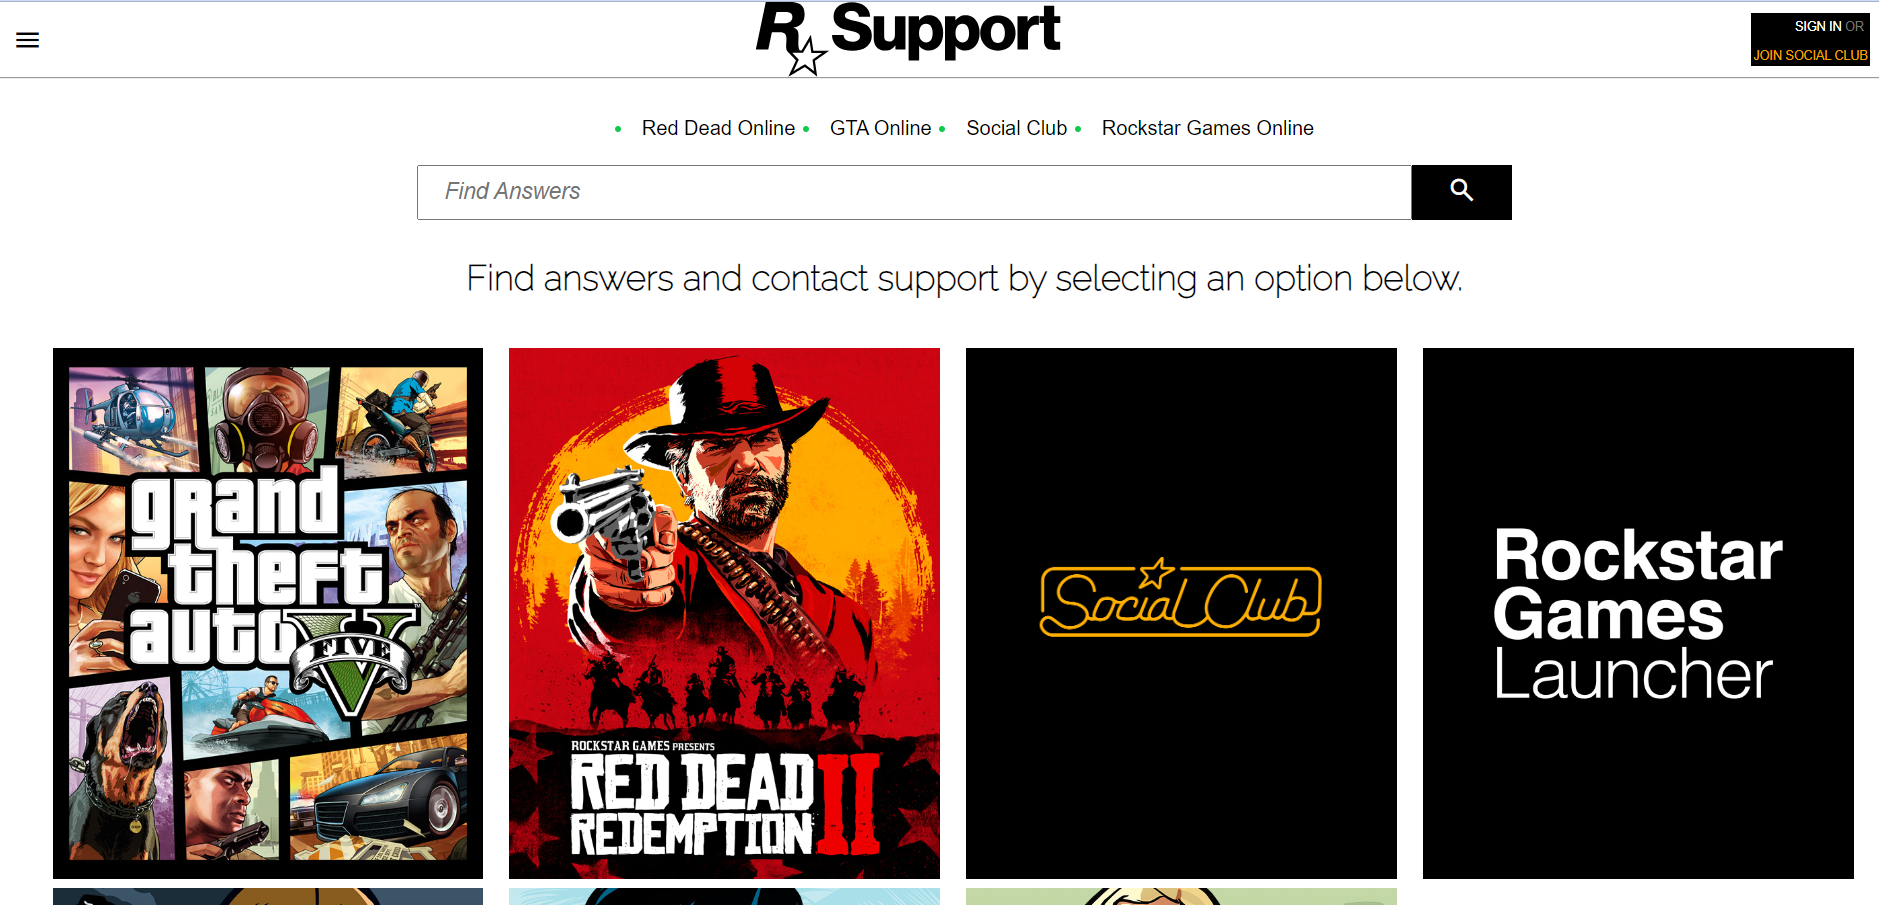 R Support
SIGN IN OR
JOIN SOCIAL CLUB
Red Dead Online
GTA Online
Social Club
Rockstar Games Online
Find Answers
Find answers and contact support by selecting an option below.
grand
theft
auto
V
FIVE
ROCKSTAR GAMES PRESENTS
RED DEAD
REDEMPTION
II
Social Club
Rockstar
Games
Launcher